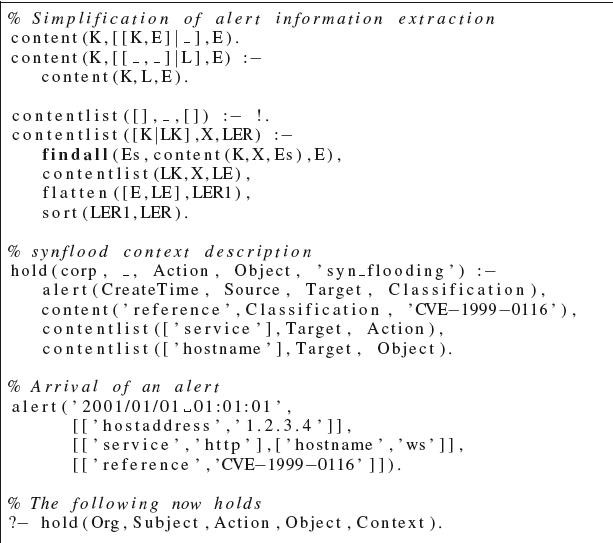 % Simplification of alert information extraction
content(K,[[K,E]|_],E).
content(K,[[_,_]|L],E) :−
content(K,L,E).
contentlist([],_,[]) :− !.
contentlist([K|LK],X,LER) :−
findall(Es,content(K,X,Es),E),
contentlist(LK,X,LE),
flatten([E,LE],LER1),
sort(LER1,LER).
% synflood context description
hold(corp, _, Action, Object, 'syn_flooding') :−
alert(CreateTime, Source, Target, Classification),
content('reference',Classification, 'CVE−1999−0116'),
contentlist(['service'],Target, Action),
contentlist(['hostname'],Target, Object).
% Arrival of an alert
alert('2001/01/01␣01:01:01',
[['hostaddress','1.2.3.4']],
[['service','http'],['hostname','ws']],
[['reference','CVE−1999−0116']]).
% The following now holds
?− hold(Org,Subject,Action,Object,Context).